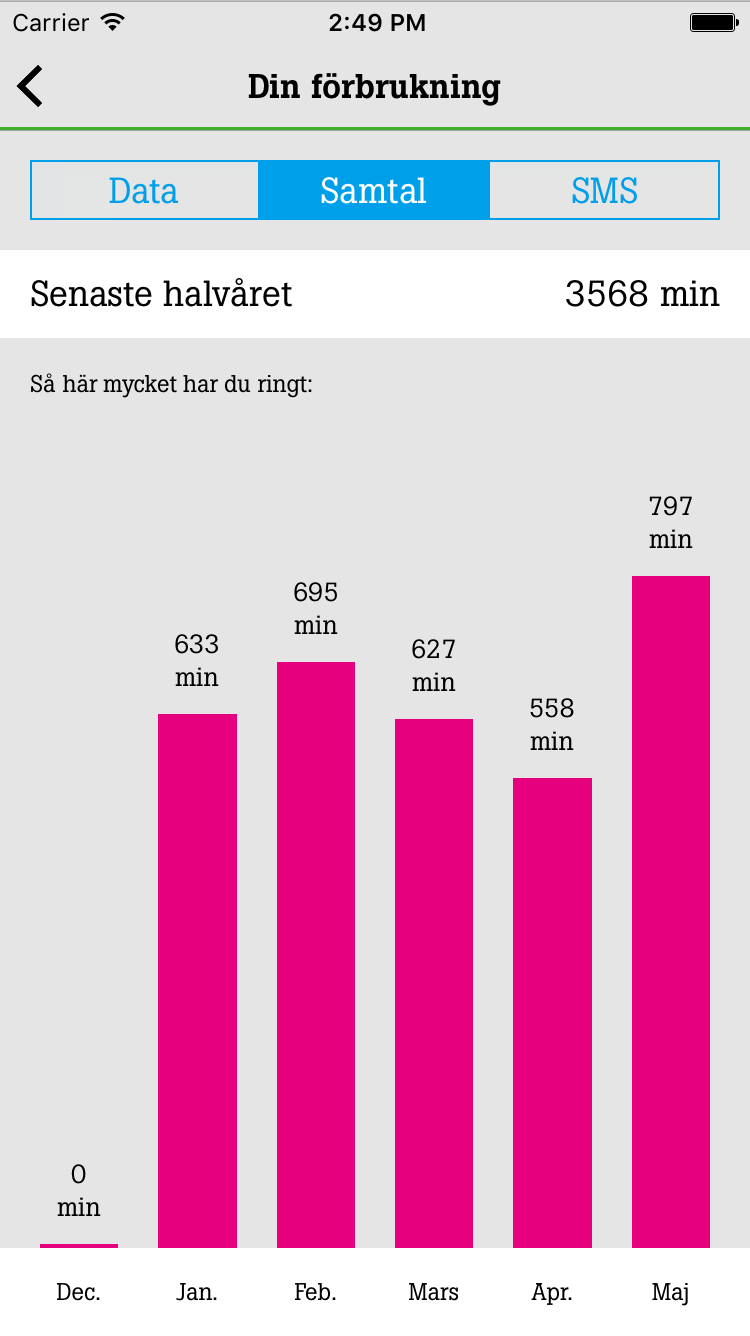 Carrier 2:49 PM
Din förbrukning
Data Samtal SMS
Senaste halvåret 3568 min
Så här mycket har du ringt:
797
min
695
min
633
min
627
min
558
min
0
min
Dec. Jan. Feb. Mars Apr. Maj